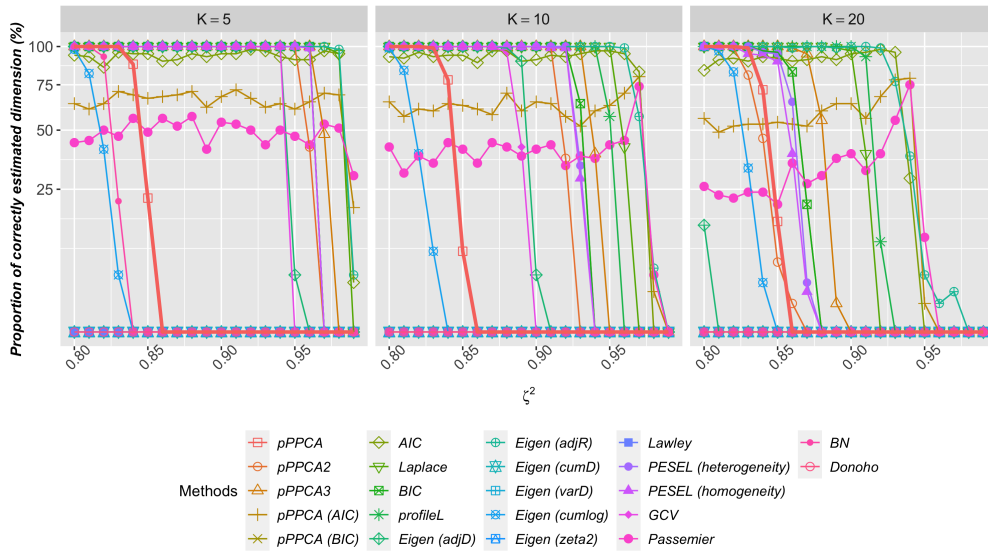 K = 5 K = 10 K = 20
Proportion of correctly estimated dimension (%)
100
75
50
25
0.80 0.85 0.90 0.95 0.80 0.85 0.90 0.95 0.80 0.85 0.90 0.95
ζ²
Methods
pPPCA AIC Eigen (adjR) Lawley BN
pPPCA2 Laplace Eigen (cumD) PESEL (heterogeneity) Donoho
pPPCA3 BIC Eigen (varD) PESEL (homogeneity)
pPPCA (AIC) profileL Eigen (cumlog) GCV
pPPCA (BIC) Eigen (adjD) Eigen (zeta2) Passemier